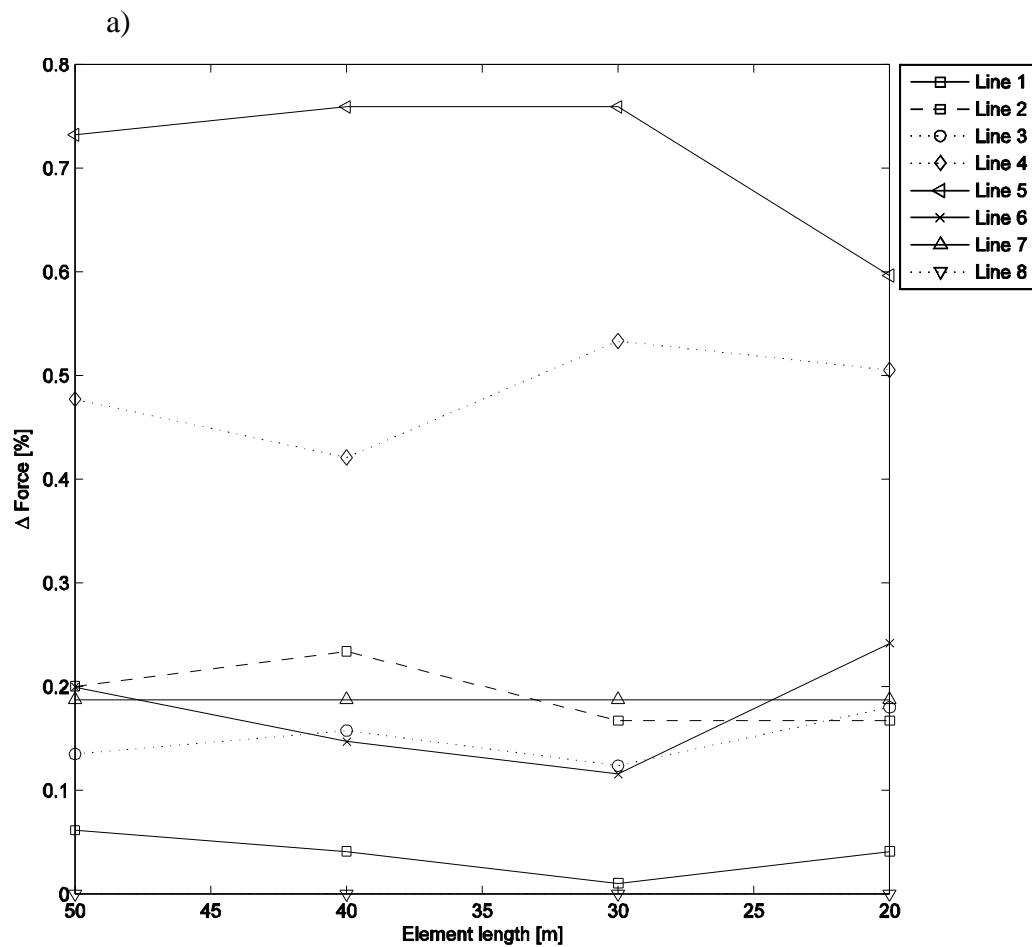 a)
0.8
0.7
0.6
0.5
0.4
0.3
0.2
0.1
0
Δ Force [%]
50
45
40
35
30
25
20
Element length [m]
Line 1
Line 2
Line 3
Line 4
Line 5
Line 6
Line 7
Line 8